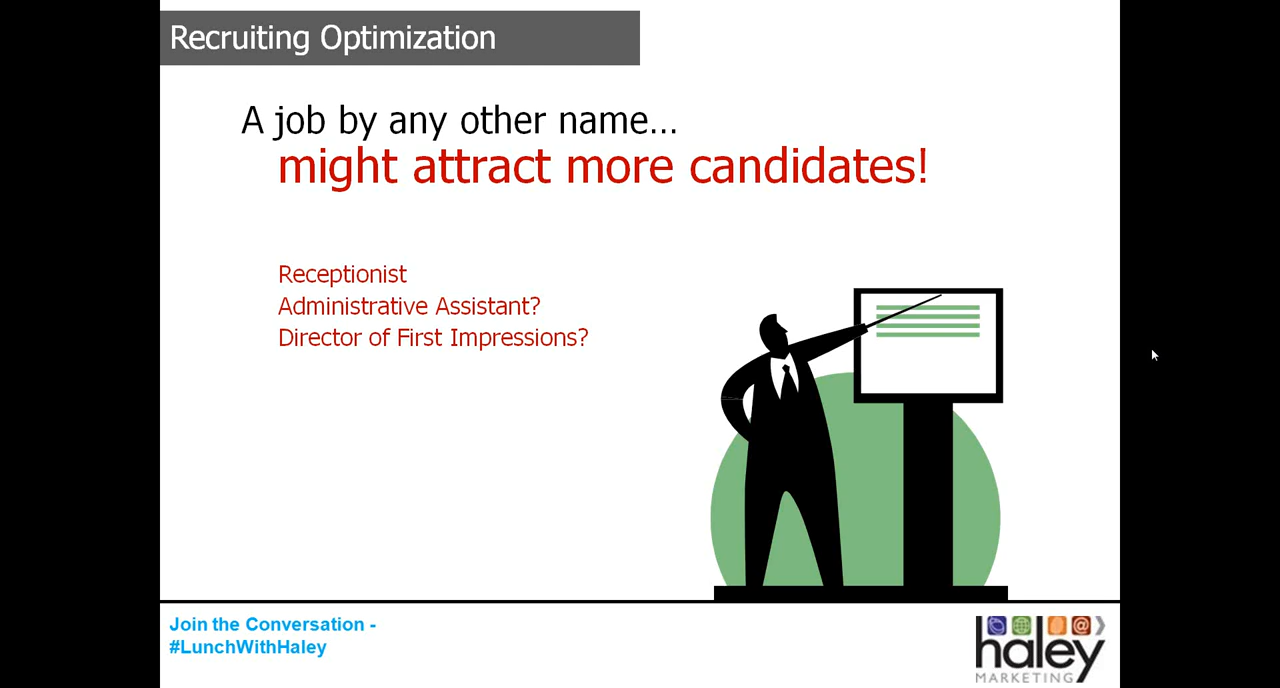 Recruiting Optimization
A job by any other name...
might attract more candidates!
Receptionist
Administrative Assistant?
Director of First Impressions?
Join the Conversation -
#LunchWithHaley
@
haley
MARKETING